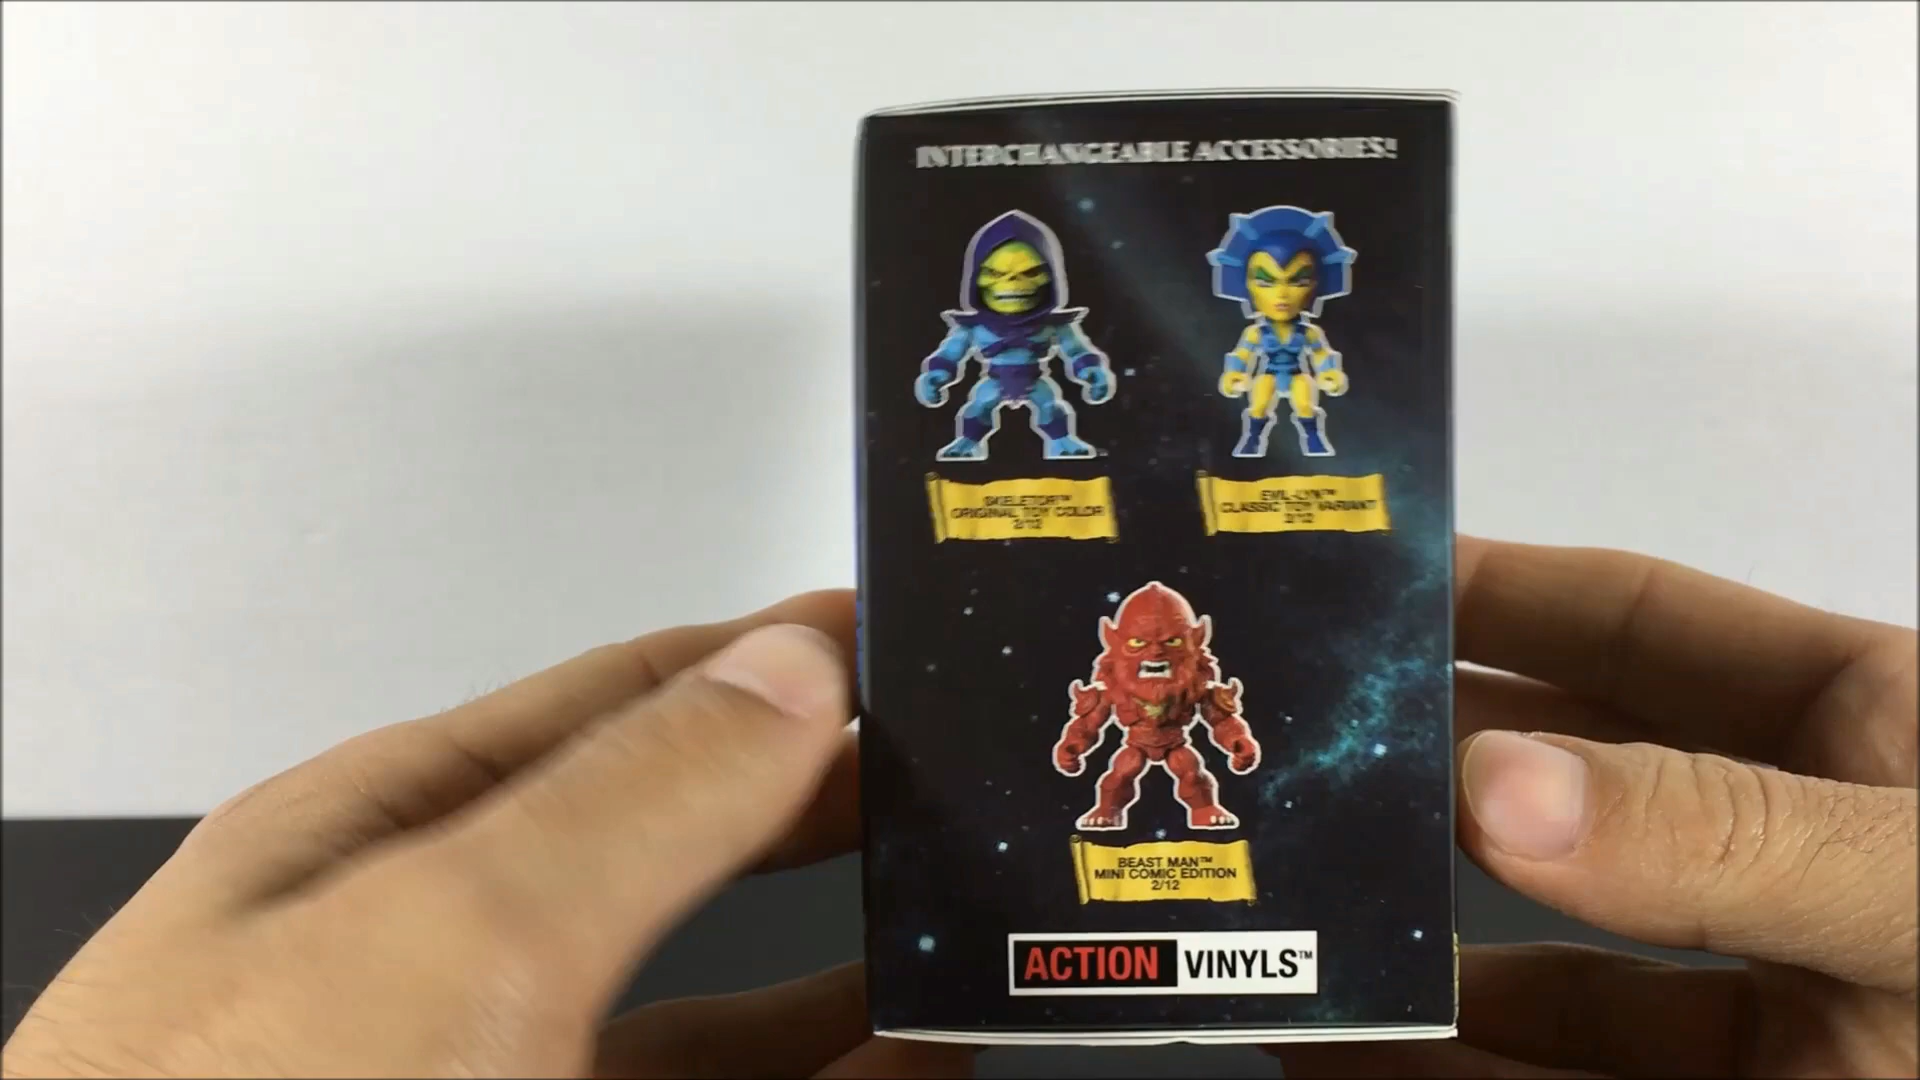 INTERCHANGEABLE ACCESSORIES!
SKELETOR™
ORIGINAL TOY COLOR
2/12
EVIL-LYN™
CLASSIC TOY VARIANT
2/12
BEAST MAN™
MINI COMIC EDITION
2/12
ACTION VINYLS™